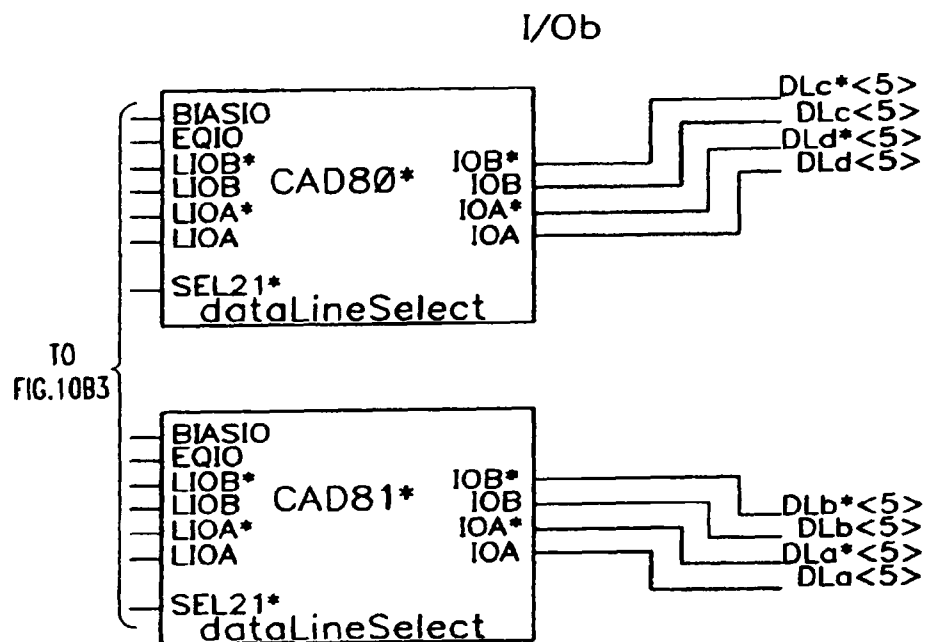 I/Ob
DLc*<5>
DLc<5>
DLd*<5>
DLd<5>
BIASIO
EQIO
LIOB*
LIOB
LIOA*
LIOA
SEL21*
CAD80*
IOB*
IOB
IOA*
IOA
dataLineSelect
TO
FIG.10B3
BIASIO
EQIO
LIOB*
LIOB
LIOA*
LIOA
SEL21*
CAD81*
IOB*
IOB
IOA*
IOA
dataLineSelect
DLb*<5>
DLb<5>
DLa*<5>
DLa<5>